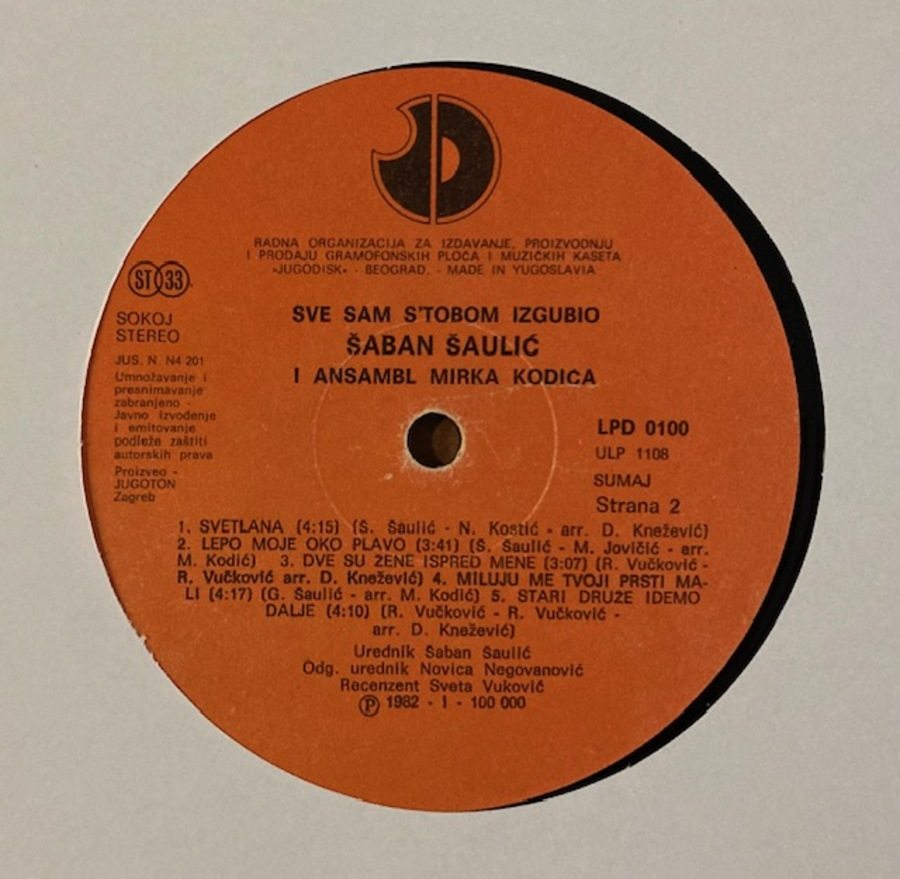 RADNA ORGANIZACIJA ZA IZDAVANJE, PROIZVODNJU
I PRODAJU GRAMOFONSKIH PLOČA I MUZIČKIH KASETA
»JUGODISK« - BEOGRAD. - MADE IN YUGOSLAVIA
ST 33
SOKOJ
STEREO
JUS. N. N4 201
Umnožavanje i
presnimavanje
zabranjeno -
Javno izvođenje
i emitovanje
podleže zaštiti
autorskih prava
Proizveo -
JUGOTON
Zagreb
SVE SAM S'TOBOM IZGUBIO
ŠABAN ŠAULIĆ
I ANSAMBL MIRKA KODIĆA
LPD 0100
ULP 1108
SUMAJ
Strana 2
1. SVETLANA (4:15) (Š. Šaulić - N. Kostić - arr. D. Knežević)
2. LEPO MOJE OKO PLAVO (3:41) (Š. Šaulić - M. Jovičić - arr.
M. Kodić) 3. DVE SU ŽENE ISPRED MENE (3:07) (R. Vučković -
R. Vučković arr. D. Knežević) 4. MILUJU ME TVOJI PRSTI MA-
LI (4:17) (G. Šaulić - arr. M. Kodić) 5. STARI DRUŽE IDEMO
DALJE (4:10) (R. Vučković - R. Vučković -
arr. D. Knežević)
Urednik Šaban Šaulić
Odg. urednik Novica Negovanović
Recenzent Sveta Vuković
Ⓟ 1982 - I - 100 000